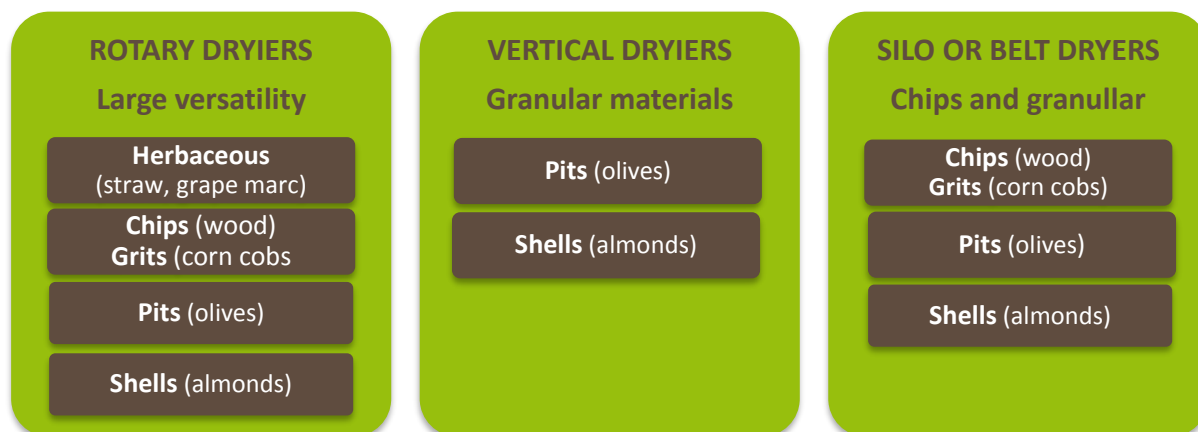 ROTARY DRYIERS
Large versatility
Herbaceous
(straw, grape marc)
Chips (wood)
Grits (corn cobs
Pits (olives)
Shells (almonds)
VERTICAL DRYIERS
Granular materials
Pits (olives)
Shells (almonds)
SILO OR BELT DRYERS
Chips and granullar
Chips (wood)
Grits (corn cobs)
Pits (olives)
Shells (almonds)